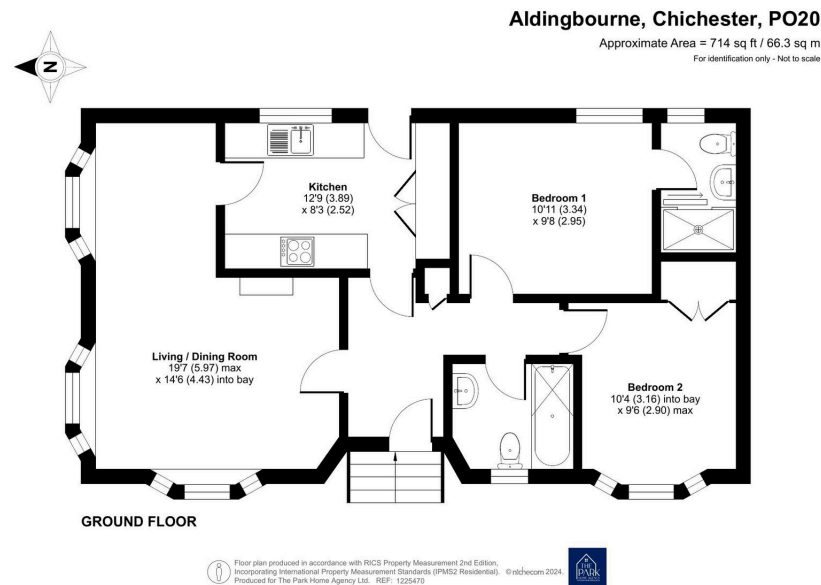 Aldingbourne, Chichester, PO20
Approximate Area = 714 sq ft / 66.3 sq m
For identification only - Not to scale
N
Kitchen
12'9 (3.89)
x 8'3 (2.52)
Bedroom 1
10'11 (3.34)
x 9'8 (2.95)
Living / Dining Room
19'7 (5.97) max
x 14'6 (4.43) into bay
Bedroom 2
10'4 (3.16) into bay
x 9'6 (2.90) max
GROUND FLOOR
Floor plan produced in accordance with RICS Property Measurement 2nd Edition,
Incorporating International Property Measurement Standards (IPMS2 Residential). © nichecom 2024.
Produced for The Park Home Agency Ltd. REF: 1225470
THE
PARK
HOME AGENCY